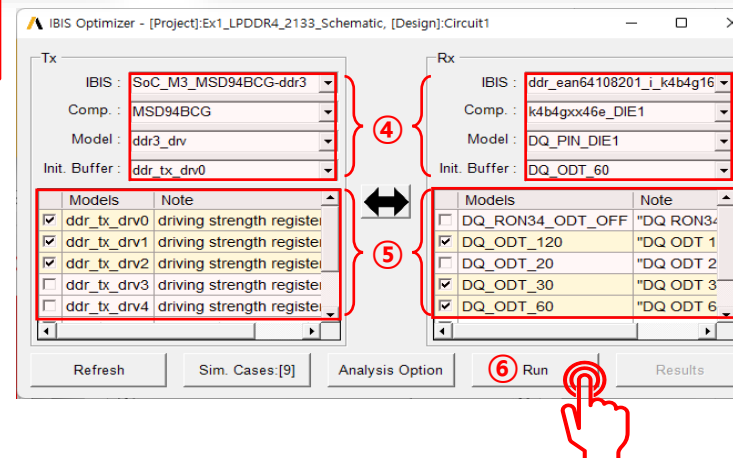 IBIS Optimizer - [Project]:Ex1_LPDDR4_2133_Schematic, [Design]:Circuit1
Tx
IBIS : SoC_M3_MSD94BCG-ddr3
Comp. : MSD94BCG
Model : ddr3_drv
Init. Buffer : ddr_tx_drv0
Models Note
ddr_tx_drv0 driving strength register
ddr_tx_drv1 driving strength register
ddr_tx_drv2 driving strength register
ddr_tx_drv3 driving strength register
ddr_tx_drv4 driving strength register
④
⑤
Rx
IBIS : ddr_ean64108201_i_k4b4g16
Comp. : k4b4gxx46e_DIE1
Model : DQ_PIN_DIE1
Init. Buffer : DQ_ODT_60
Models Note
DQ_RON34_ODT_OFF "DQ RON34
DQ_ODT_120 "DQ ODT 1
DQ_ODT_20 "DQ ODT 2
DQ_ODT_30 "DQ ODT 3
DQ_ODT_60 "DQ ODT 6
Refresh Sim. Cases:[9] Analysis Option ⑥ Run Results